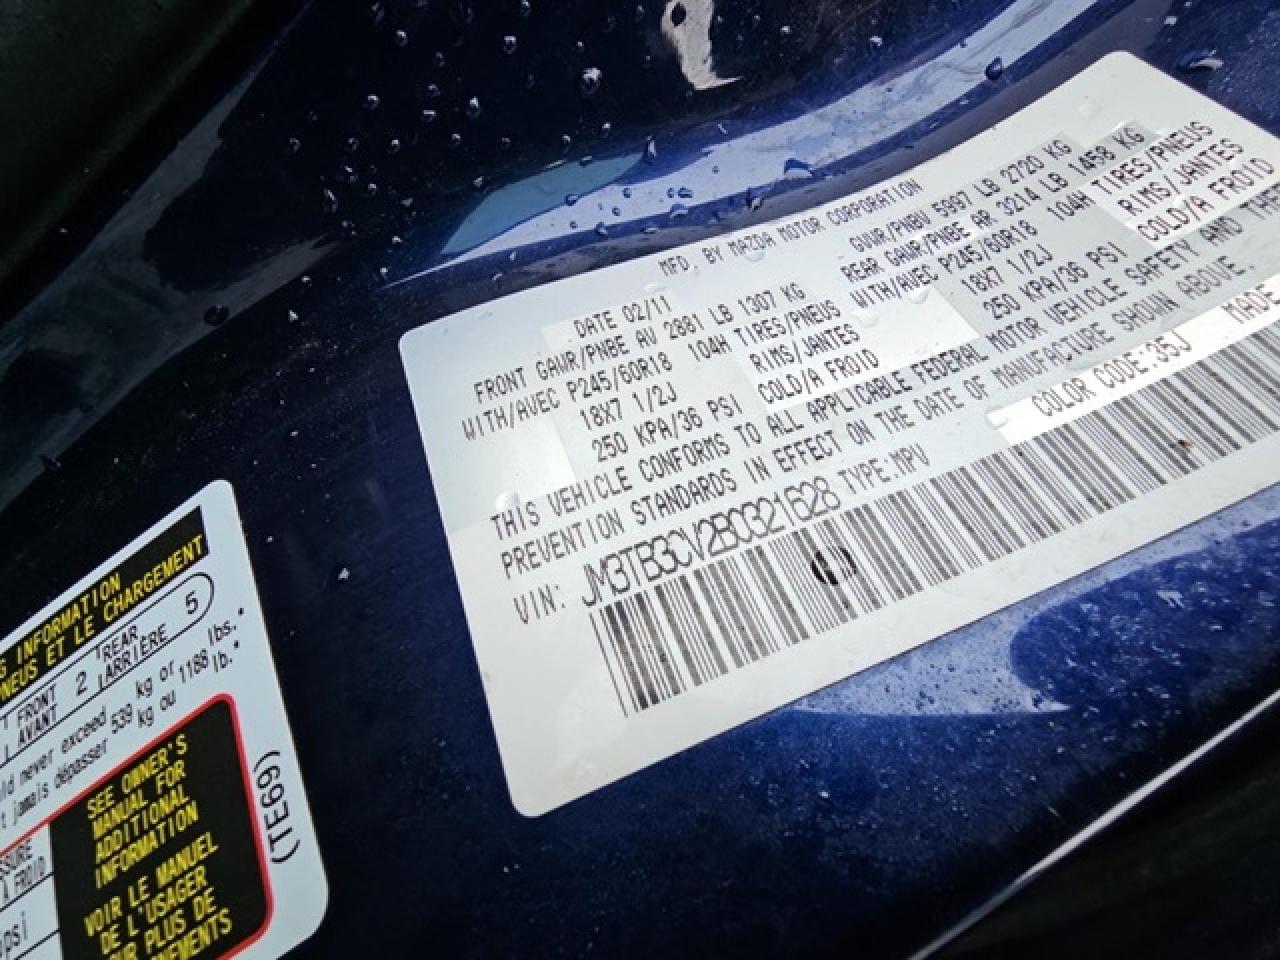 MFD. BY MAZDA MOTOR CORPORATION
DATE 02/11 GVWR/PNBV 5997 LB 2720 KG
FRONT GAWR/PNBE AV 2881 LB 1307 KG REAR GAWR/PNBE AR 3214 LB 1458 KG
WITH/AVEC P245/60R18 104H TIRES/PNEUS WITH/AVEC P245/60R18 104H TIRES/PNEUS
18X7 1/2J RIMS/JANTES 18X7 1/2J RIMS/JANTES
250 KPA/36 PSI COLD/A FROID 250 KPA/36 PSI COLD/A FROID
THIS VEHICLE CONFORMS TO ALL APPLICABLE FEDERAL MOTOR VEHICLE SAFETY AND
PREVENTION STANDARDS IN EFFECT ON THE DATE OF MANUFACTURE SHOWN ABOVE.
VIN: JM3TB3CV2B0321628 TYPE:MPV COLOR CODE:35J MADE
INFORMATION
ET LE CHARGEMENT
FRONT 2 REAR 5
AVANT ARRIÈRE
never exceed 539 kg or 1188 lbs.
jamais dépasser 539 kg ou lb.
SEE OWNER'S
MANUAL FOR
ADDITIONAL
INFORMATION
VOIR LE MANUEL
DE L'USAGER
PLUS DE
(TE69)
psi